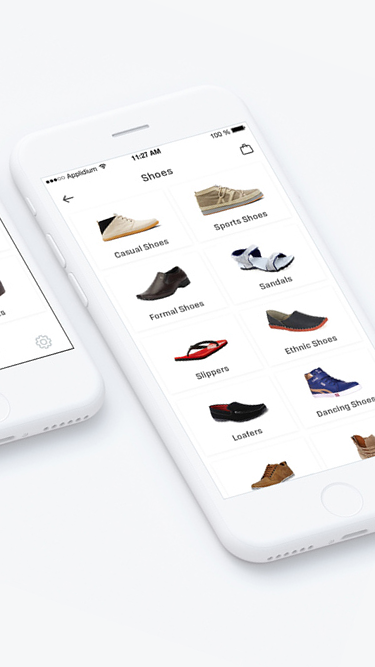 ●●●○○ Applidium 11:27 AM 100 %
Shoes
Casual Shoes
Sports Shoes
Formal Shoes
Sandals
Slippers
Ethnic Shoes
Loafers
Dancing Shoes